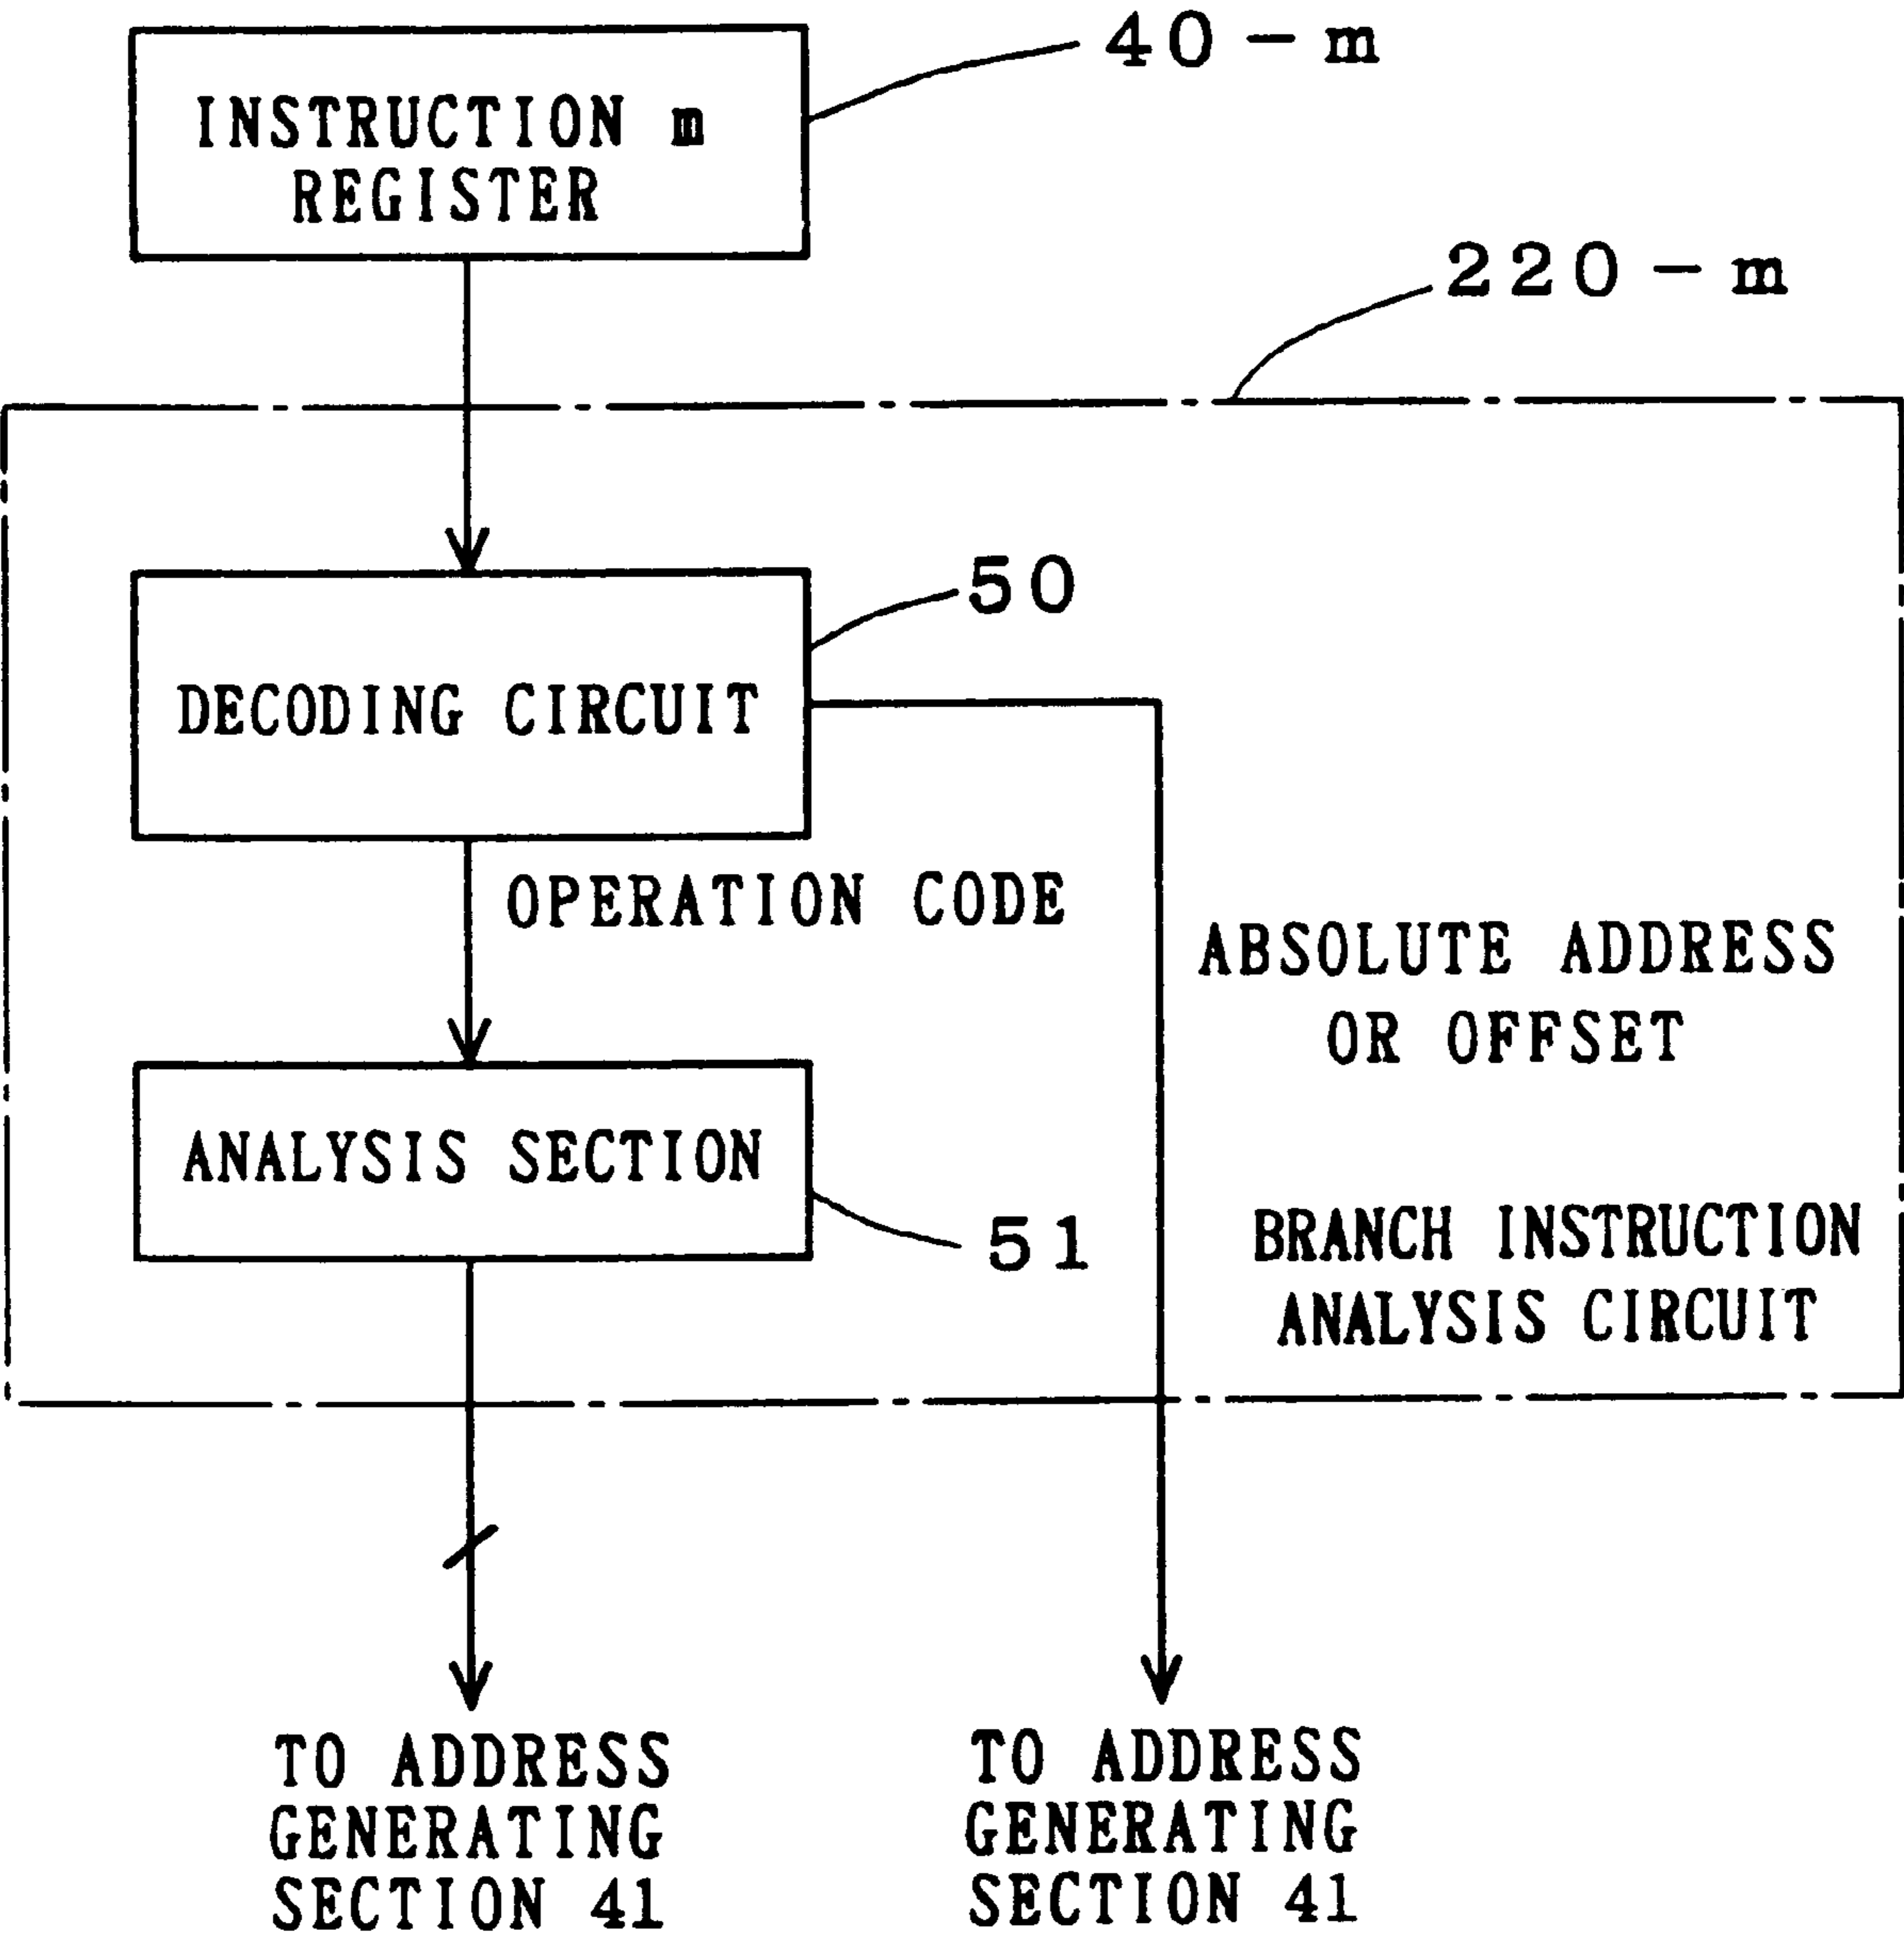 40-m
INSTRUCTION m
REGISTER
220-m
50
DECODING CIRCUIT
OPERATION CODE
ABSOLUTE ADDRESS
OR OFFSET
ANALYSIS SECTION
51
BRANCH INSTRUCTION
ANALYSIS CIRCUIT
TO ADDRESS
GENERATING
SECTION 41
TO ADDRESS
GENERATING
SECTION 41